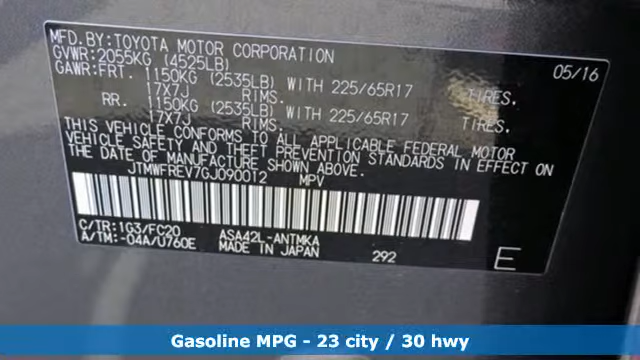 MFD.BY:TOYOTA MOTOR CORPORATION
05/16
GVWR:2055KG (4525LB)
GAWR:FRT. 1150KG (2535LB) WITH 225/65R17 TIRES.
17X7J RIMS.
RR. 1150KG (2535LB) WITH 225/65R17 TIRES.
17X7J RIMS.
THIS VEHICLE CONFORMS TO ALL APPLICABLE FEDERAL MOTOR
VEHICLE SAFETY AND THEFT PREVENTION STANDARDS IN EFFECT ON
THE DATE OF MANUFACTURE SHOWN ABOVE.
JTMWFREV7GJ090012 MPV
C/TR:1G3/FC20 ASA42L-ANTMKA
A/TM:-04A/U760E MADE IN JAPAN 292 E
Gasoline MPG - 23 city / 30 hwy